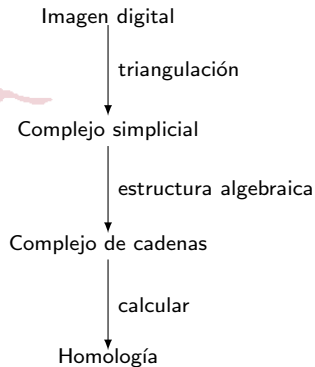 Imagen digital
triangulación
Complejo simplicial
estructura algebraica
Complejo de cadenas
calcular
Homología